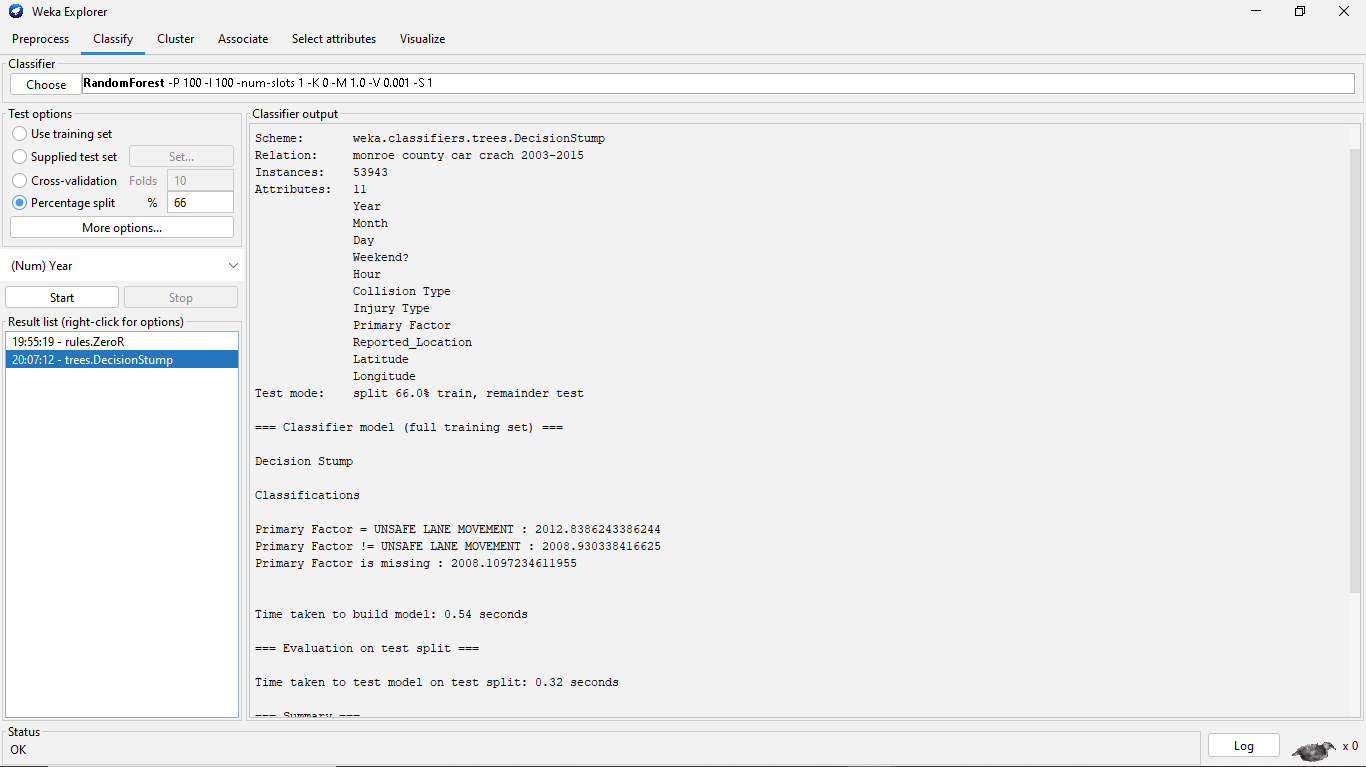 Weka Explorer
Preprocess Classify Cluster Associate Select attributes Visualize
Classifier
Choose RandomForest -P 100 -I 100 -num-slots 1 -K 0 -M 1.0 -V 0.001 -S 1
Test options
Use training set
Supplied test set Set...
Cross-validation Folds 10
Percentage split % 66
More options...
(Num) Year
Start Stop
Result list (right-click for options)
19:55:19 - rules.ZeroR
20:07:12 - trees.DecisionStump
Classifier output
Scheme: weka.classifiers.trees.DecisionStump
Relation: monroe county car crach 2003-2015
Instances: 53943
Attributes: 11
Year
Month
Day
Weekend?
Hour
Collision Type
Injury Type
Primary Factor
Reported_Location
Latitude
Longitude
Test mode: split 66.0% train, remainder test
=== Classifier model (full training set) ===
Decision Stump
Classifications
Primary Factor = UNSAFE LANE MOVEMENT : 2012.8386243386244
Primary Factor != UNSAFE LANE MOVEMENT : 2008.930338416625
Primary Factor is missing : 2008.1097234611955
Time taken to build model: 0.54 seconds
=== Evaluation on test split ===
Time taken to test model on test split: 0.32 seconds
=== Summary ===
Status
OK
Log x 0